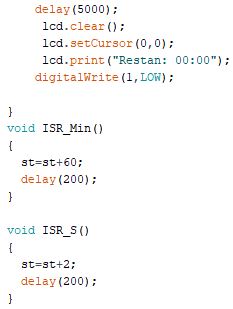 delay(5000);
lcd.clear();
lcd.setCursor(0,0);
lcd.print("Restan: 00:00");
digitalWrite(1,LOW);
}
void ISR_Min()
{
st=st+60;
delay(200);
}
void ISR_S()
{
st=st+2;
delay(200);
}